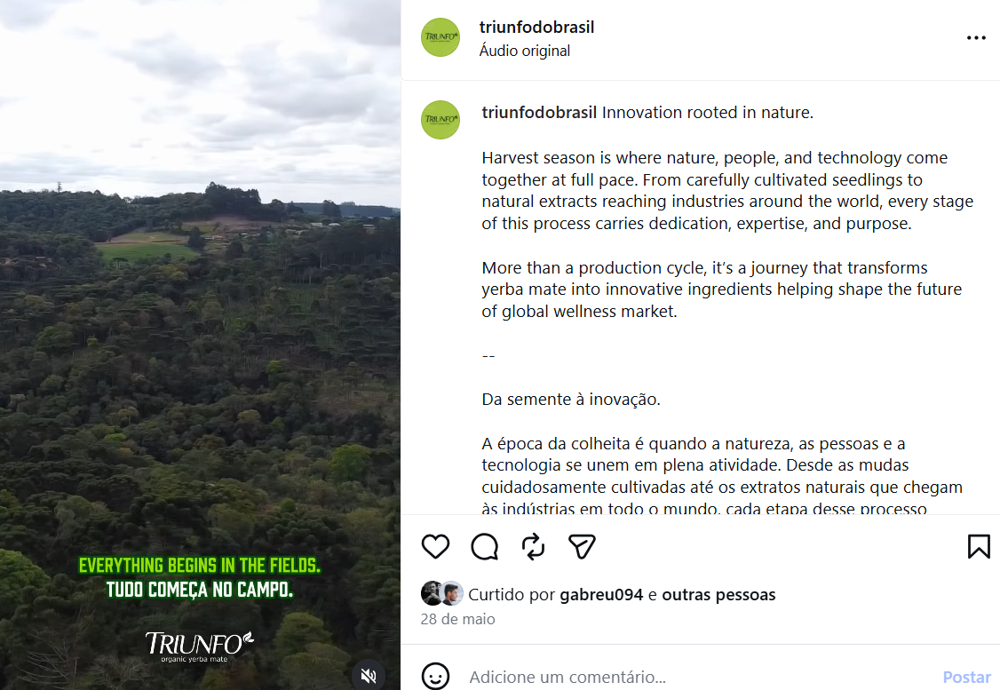 EVERYTHING BEGINS IN THE FIELDS.
TUDO COMEÇA NO CAMPO.
TRIUNFO
organic yerba mate
TRIUNFO
triunfodobrasil
Áudio original
TRIUNFO
triunfodobrasil Innovation rooted in nature.
Harvest season is where nature, people, and technology come
together at full pace. From carefully cultivated seedlings to
natural extracts reaching industries around the world, every stage
of this process carries dedication, expertise, and purpose.
More than a production cycle, it’s a journey that transforms
yerba mate into innovative ingredients helping shape the future
of global wellness market.
--
Da semente à inovação.
A época da colheita é quando a natureza, as pessoas e a
tecnologia se unem em plena atividade. Desde as mudas
cuidadosamente cultivadas até os extratos naturais que chegam
às indústrias em todo o mundo, cada etapa desse processo
Curtido por gabreu094 e outras pessoas
28 de maio
Adicione um comentário...
Postar